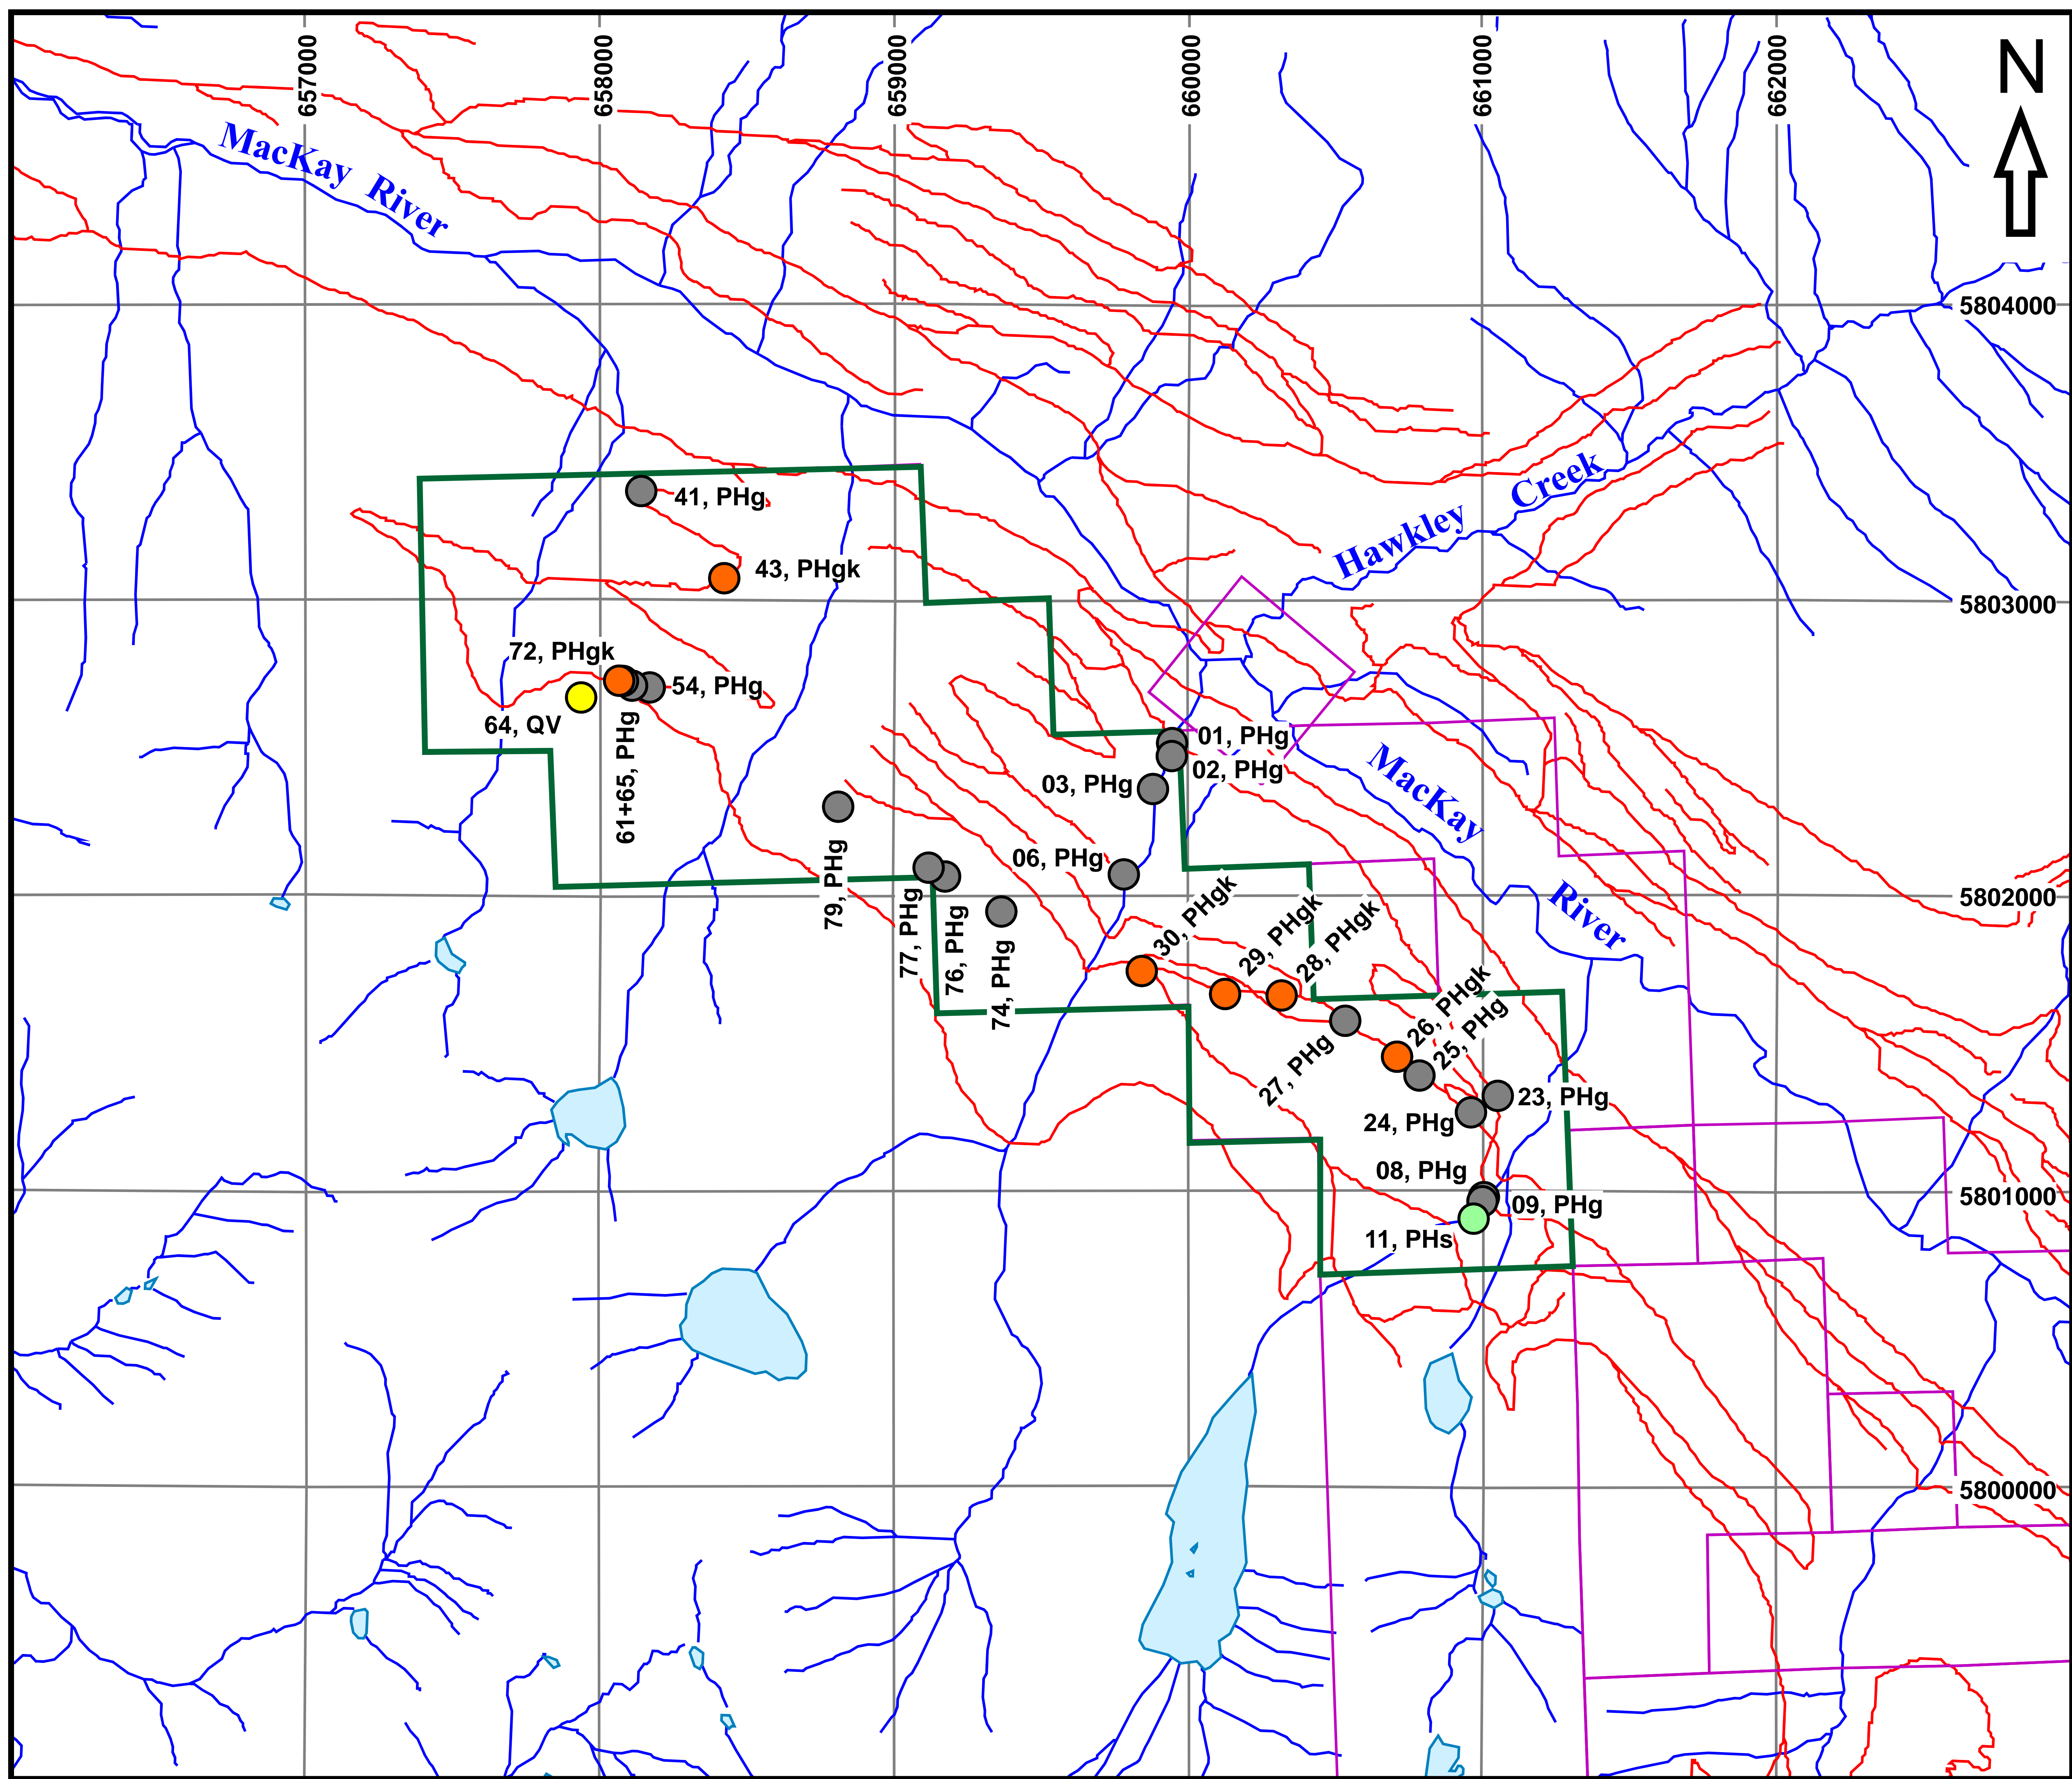 657000
658000
659000
660000
661000
662000
N
MacKay River
5804000
Hawkley Creek
41, PHg
43, PHgk
5803000
72, PHgk
54, PHg
64, QV
61+65, PHg
01, PHg
02, PHg
03, PHg
MacKay
River
79, PHg
06, PHg
77, PHg
76, PHg
74, PHg
30, PHgk
29, PHgk
28, PHgk
5802000
27, PHg
26, PHgk
25, PHg
23, PHg
24, PHg
08, PHg
09, PHg
11, PHs
5801000
5800000